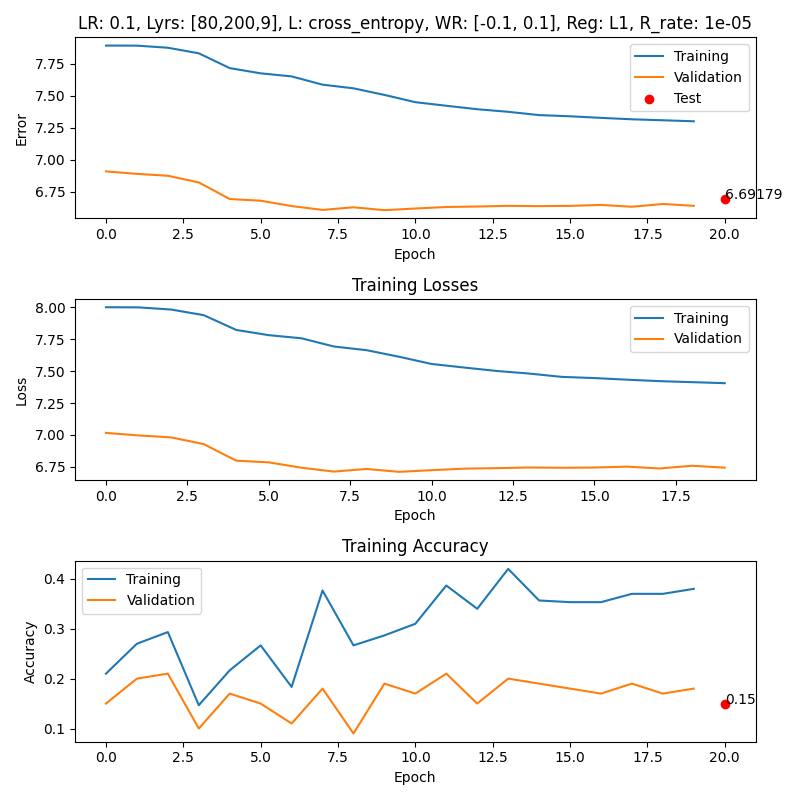 LR: 0.1, Lyrs: [80,200,9], L: cross_entropy, WR: [-0.1, 0.1], Reg: L1, R_rate: 1e-05
7.75
7.50
7.25
7.00
6.75
Error
Training
Validation
Test
6.69179
0.0 2.5 5.0 7.5 10.0 12.5 15.0 17.5 20.0
Epoch
Training Losses
8.00
7.75
7.50
7.25
7.00
6.75
Loss
Training
Validation
0.0 2.5 5.0 7.5 10.0 12.5 15.0 17.5
Epoch
Training Accuracy
0.4
0.3
0.2
0.1
Accuracy
Training
Validation
0.15
0.0 2.5 5.0 7.5 10.0 12.5 15.0 17.5 20.0
Epoch